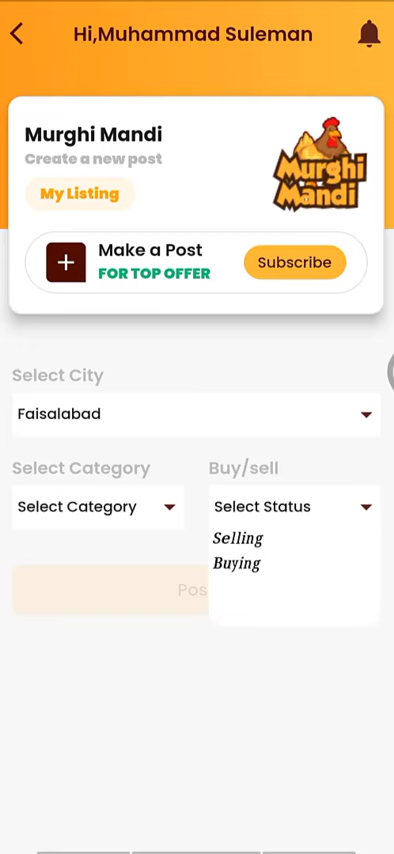 Hi,Muhammad Suleman
Murghi Mandi
Create a new post
My Listing
Murghi
Mandi
Make a Post
FOR TOP OFFER
Subscribe
Select City
Faisalabad
Select Category
Buy/sell
Select Category
Select Status
Selling
Buying
Pos